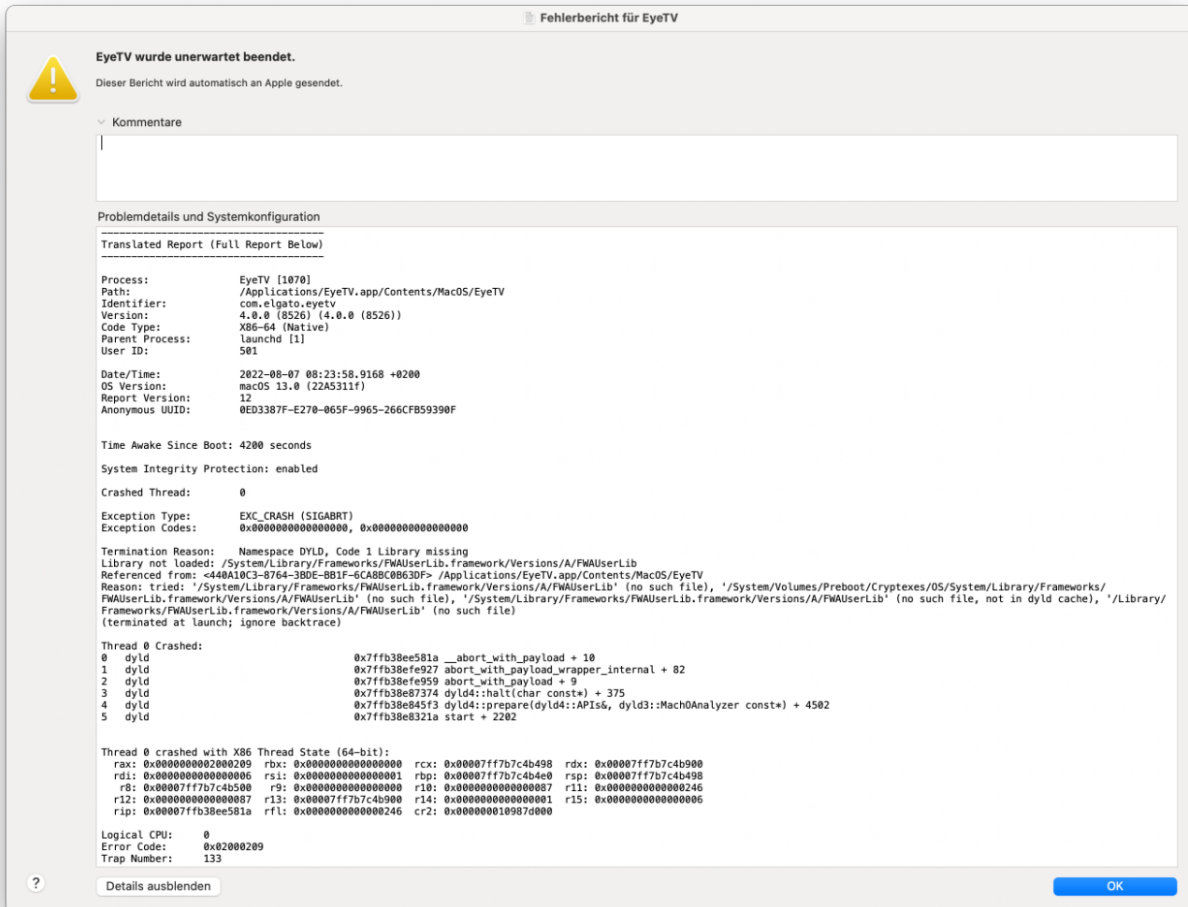 Fehlerbericht für EyeTV
EyeTV wurde unerwartet beendet.
Dieser Bericht wird automatisch an Apple gesendet.
Kommentare
Problemdetails und Systemkonfiguration
-------------------------------------
Translated Report (Full Report Below)
-------------------------------------
Process: EyeTV [1070]
Path: /Applications/EyeTV.app/Contents/MacOS/EyeTV
Identifier: com.elgato.eyetv
Version: 4.0.0 (8526) (4.0.0 (8526))
Code Type: X86-64 (Native)
Parent Process: launchd [1]
User ID: 501
Date/Time: 2022-08-07 08:23:58.9168 +0200
OS Version: macOS 13.0 (22A5311f)
Report Version: 12
Anonymous UUID: 0ED3387F-E270-065F-9965-266CFB59390F
Time Awake Since Boot: 4200 seconds
System Integrity Protection: enabled
Crashed Thread: 0
Exception Type: EXC_CRASH (SIGABRT)
Exception Codes: 0x0000000000000000, 0x0000000000000000
Termination Reason: Namespace DYLD, Code 1 Library missing
Library not loaded: /System/Library/Frameworks/FWAUserLib.framework/Versions/A/FWAUserLib
Referenced from: <440A10C3-8764-3BDE-BB1F-6CA8BC0B63DF> /Applications/EyeTV.app/Contents/MacOS/EyeTV
Reason: tried: '/System/Library/Frameworks/FWAUserLib.framework/Versions/A/FWAUserLib' (no such file), '/System/Volumes/Preboot/Cryptexes/OS/System/Library/Frameworks/
FWAUserLib.framework/Versions/A/FWAUserLib' (no such file), '/System/Library/Frameworks/FWAUserLib.framework/Versions/A/FWAUserLib' (no such file, not in dyld cache), '/Library/
Frameworks/FWAUserLib.framework/Versions/A/FWAUserLib' (no such file)
(terminated at launch; ignore backtrace)
Thread 0 Crashed:
0 dyld 0x7ffb38ee581a __abort_with_payload + 10
1 dyld 0x7ffb38efe927 abort_with_payload_wrapper_internal + 82
2 dyld 0x7ffb38efe959 abort_with_payload + 9
3 dyld 0x7ffb38e87374 dyld4::halt(char const*) + 375
4 dyld 0x7ffb38e845f3 dyld4::prepare(dyld4::APIs&, dyld3::MachOAnalyzer const*) + 4502
5 dyld 0x7ffb38e8321a start + 2202
Thread 0 crashed with X86 Thread State (64-bit):
rax: 0x0000000002000209 rbx: 0x0000000000000000 rcx: 0x00007ff7b7c4b498 rdx: 0x00007ff7b7c4b900
rdi: 0x0000000000000006 rsi: 0x0000000000000001 rbp: 0x00007ff7b7c4b4e0 rsp: 0x00007ff7b7c4b498
r8: 0x00007ff7b7c4b500 r9: 0x0000000000000000 r10: 0x0000000000000087 r11: 0x0000000000000246
r12: 0x0000000000000087 r13: 0x00007ff7b7c4b900 r14: 0x0000000000000001 r15: 0x0000000000000006
rip: 0x00007ffb38ee581a rfl: 0x0000000000000246 cr2: 0x000000010987d000
Logical CPU: 0
Error Code: 0x02000209
Trap Number: 133
?
Details ausblenden
OK